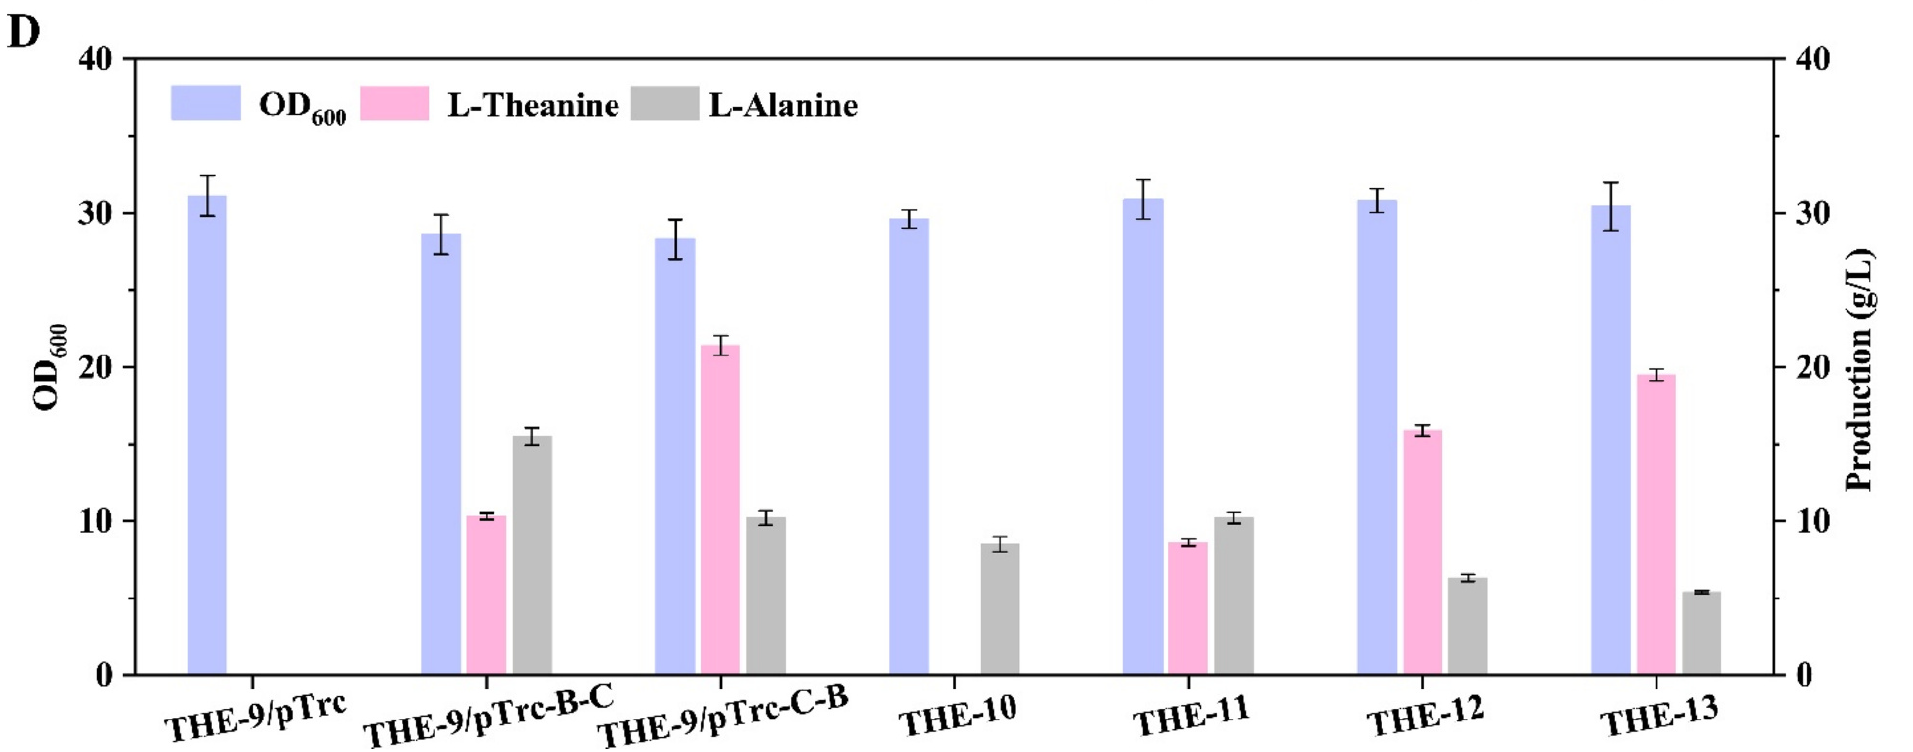 D
OD600 L-Theanine L-Alanine
40
30
20
10
0
OD600
40
30
20
10
0
Production (g/L)
THE-9/pTrc
THE-9/pTrc-B-C
THE-9/pTrc-C-B
THE-10
THE-11
THE-12
THE-13